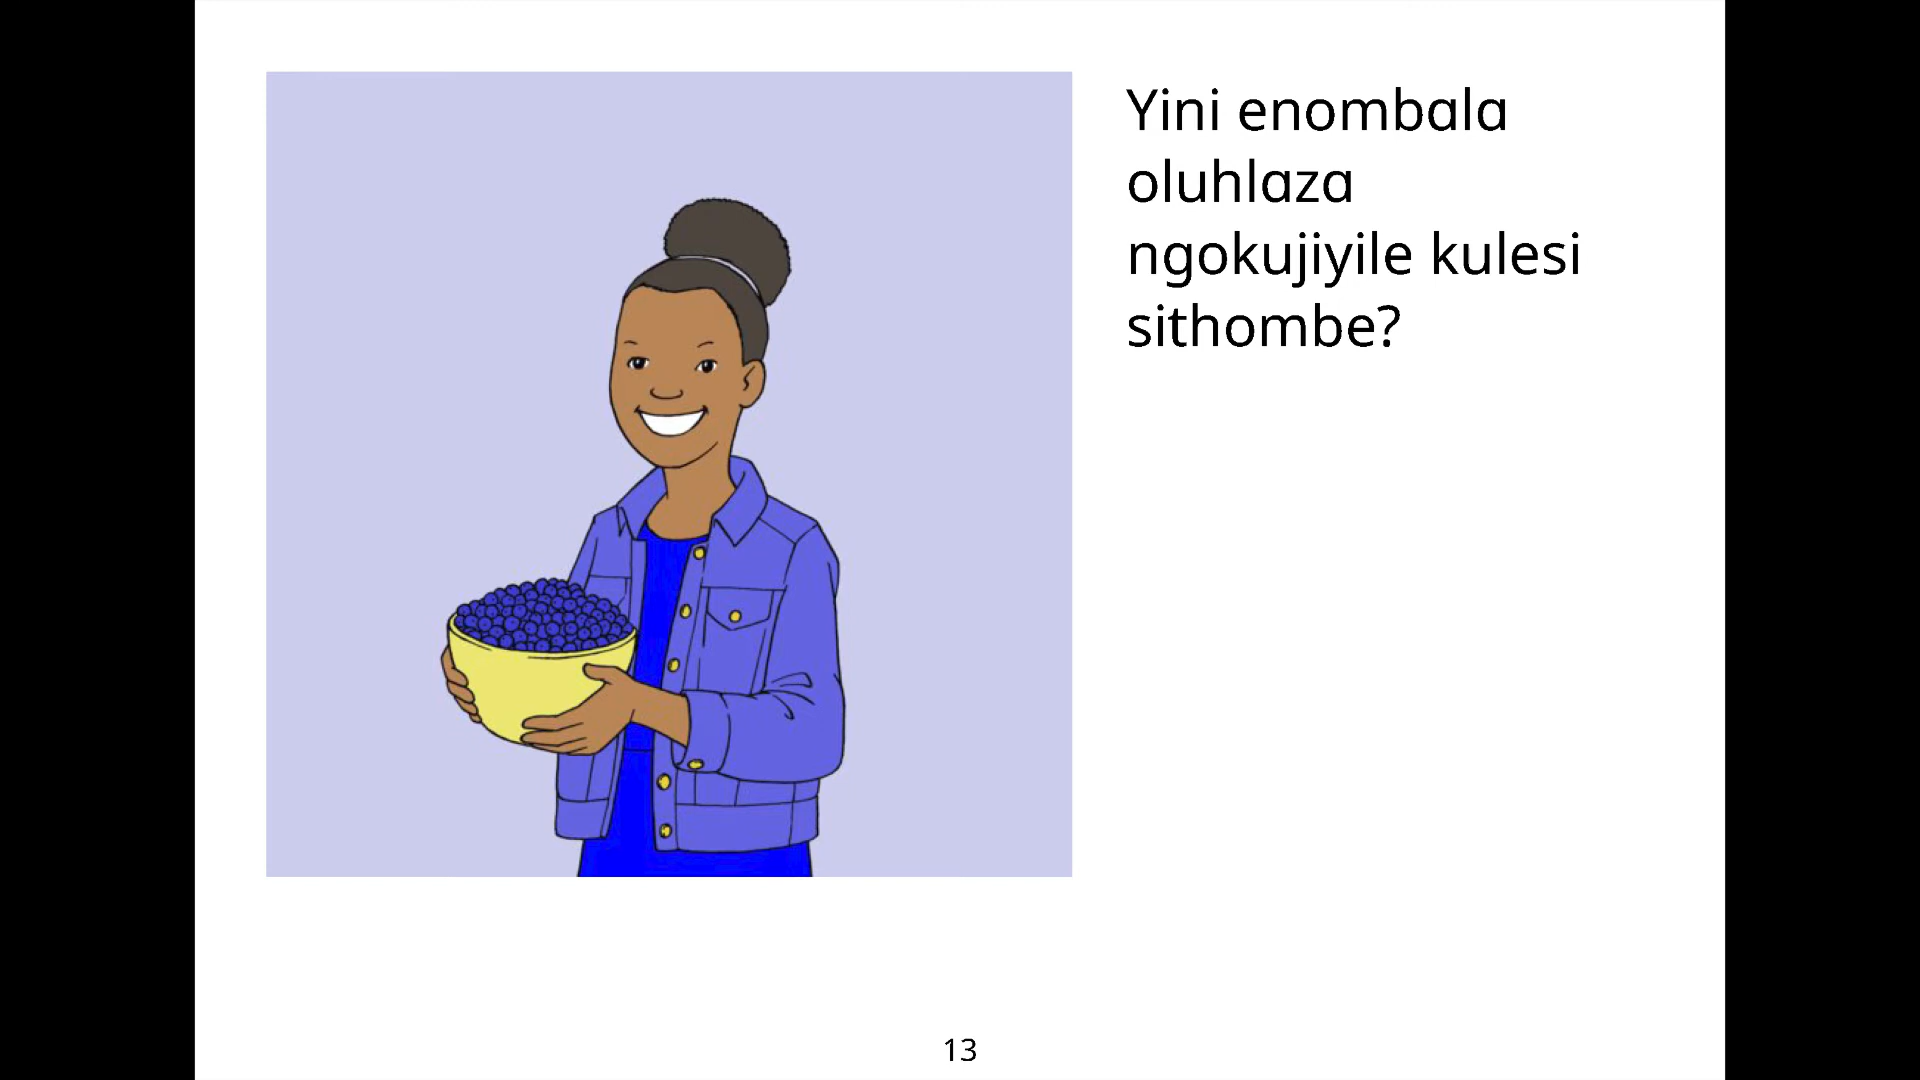 Yini enombala
oluhlaza
ngokujiyile kulesi
sithombe?
13